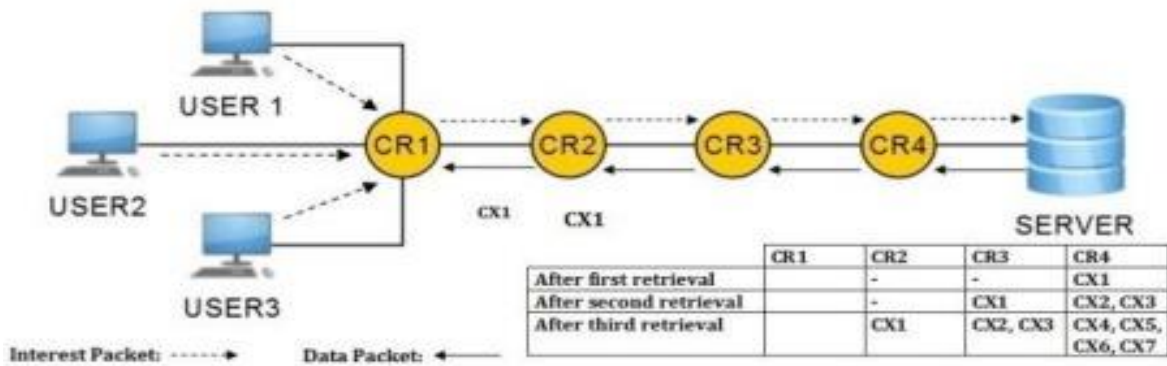 USER 1
USER2
USER3
CR1 CR2 CR3 CR4
CX1 CX1
SERVER
CR1 CR2 CR3 CR4
After first retrieval - - CX1
After second retrieval - CX1 CX2, CX3
After third retrieval CX1 CX2, CX3 CX4, CX5,
CX6, CX7
Interest Packet: Data Packet: